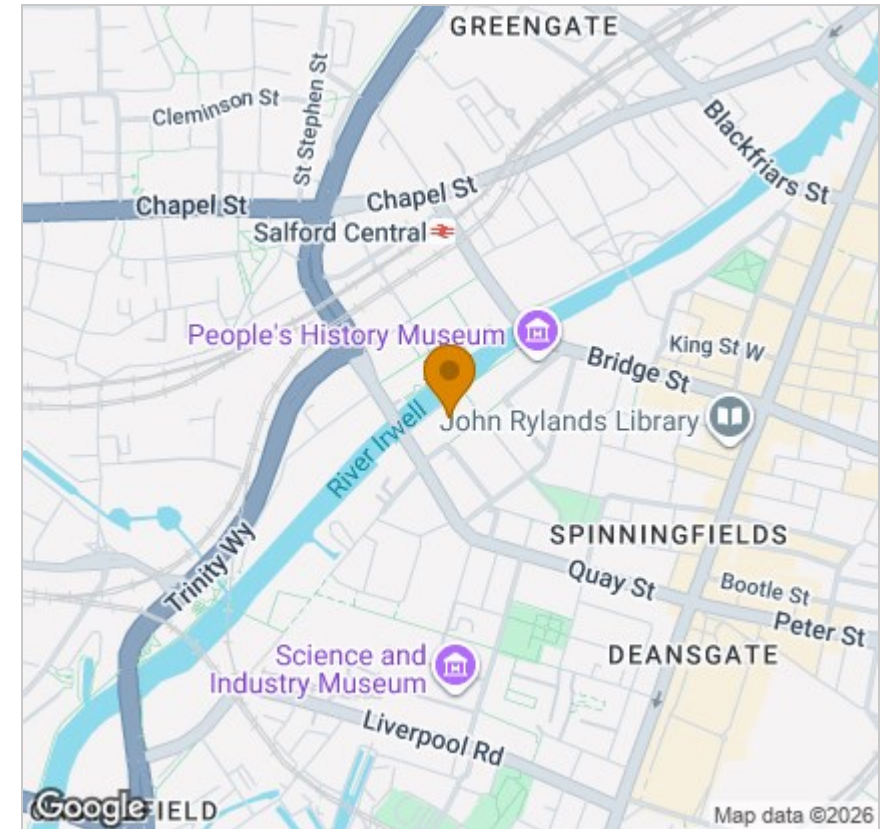 GREENGATE
Cleminson St
St Stephen St
Blackfriars St
Chapel St
Chapel St
Salford Central
People's History Museum
King St W
Bridge St
John Rylands Library
River Irwell
SPINNINGFIELDS
Trinity Wy
Quay St
Bootle St
Peter St
Science and
Industry Museum
DEANSGATE
Liverpool Rd
Google
FIELD
Map data ©2026